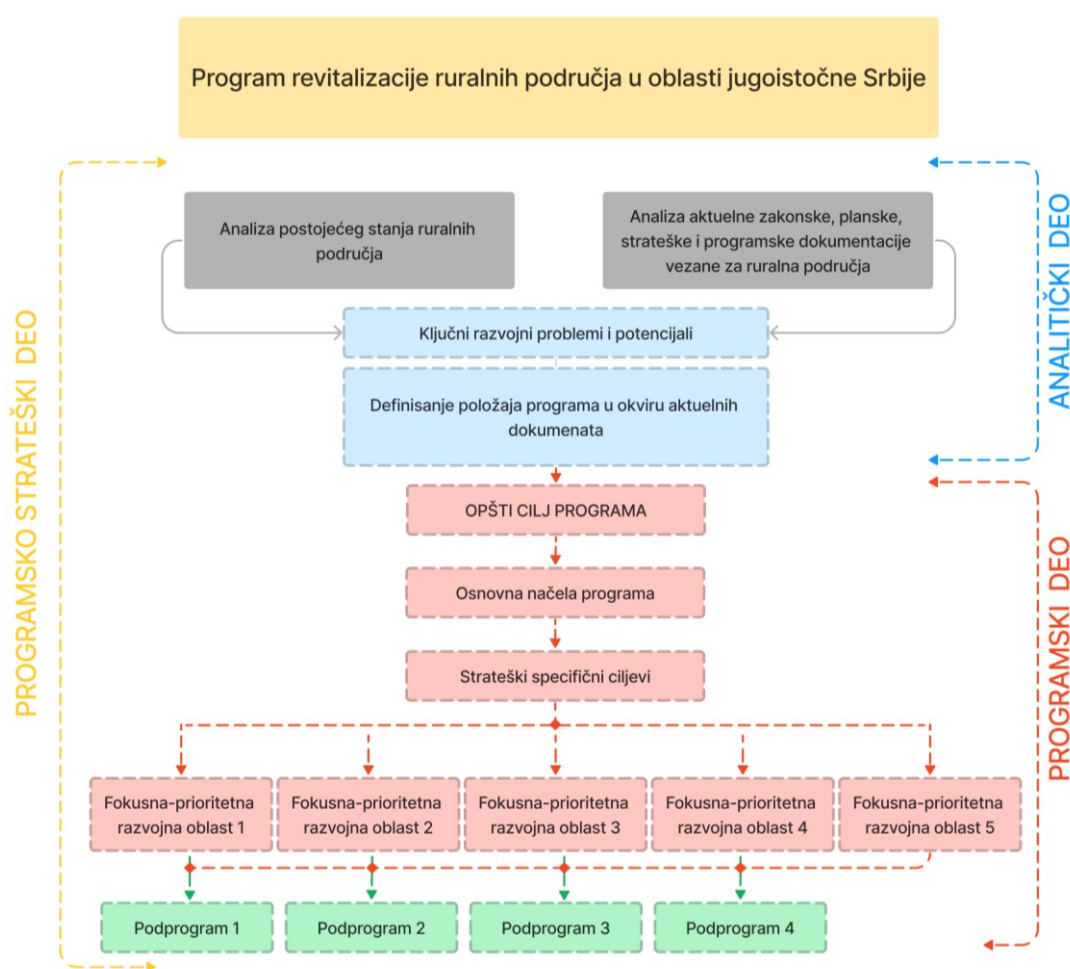 Program revitalizacije ruralnih područja u oblasti jugoistočne Srbije
PROGRAMSKO STRATEŠKI DEO
ANALITIČKI DEO
Analiza postojećeg stanja ruralnih
područja
Analiza aktuelne zakonske, planske,
strateške i programske dokumentacije
vezane za ruralna područja
Ključni razvojni problemi i potencijali
Definisanje položaja programa u okviru aktuelnih
dokumenata
PROGRAMSKI DEO
OPŠTI CILJ PROGRAMA
Osnovna načela programa
Strateški specifični ciljevi
Fokusna-prioritetna
razvojna oblast 1
Fokusna-prioritetna
razvojna oblast 2
Fokusna-prioritetna
razvojna oblast 3
Fokusna-prioritetna
razvojna oblast 4
Fokusna-prioritetna
razvojna oblast 5
Podprogram 1
Podprogram 2
Podprogram 3
Podprogram 4